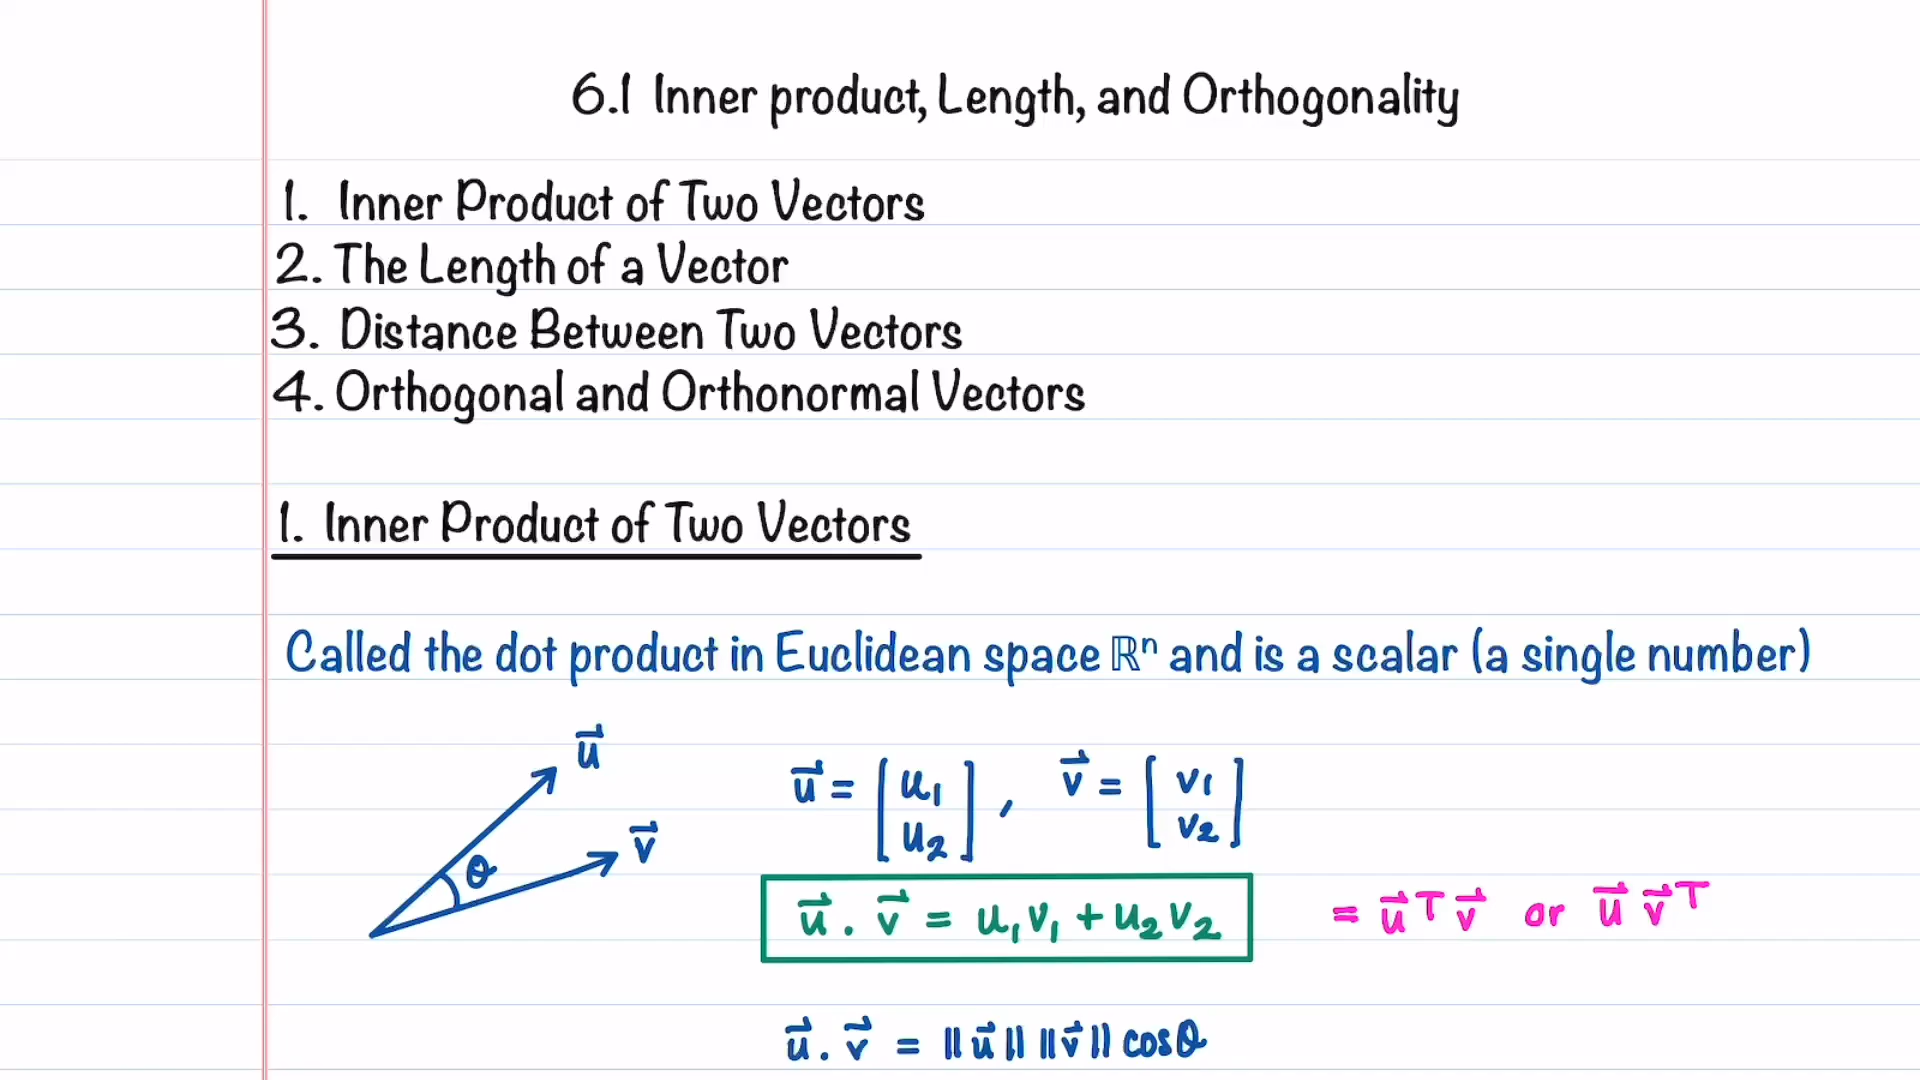 6.1 Inner product, Length, and Orthogonality
1. Inner Product of Two Vectors
2. The Length of a Vector
3. Distance Between Two Vectors
4. Orthogonal and Orthonormal Vectors
1. Inner Product of Two Vectors
Called the dot product in Euclidean space ℝⁿ and is a scalar (a single number)
u⃗
v⃗
θ
u⃗ = [u₁ u₂], v⃗ = [v₁ v₂]
u⃗ . v⃗ = u₁v₁ + u₂v₂ = u⃗ᵀ v⃗ or u⃗ v⃗ᵀ
u⃗ . v⃗ = ||u⃗|| ||v⃗|| cosθ